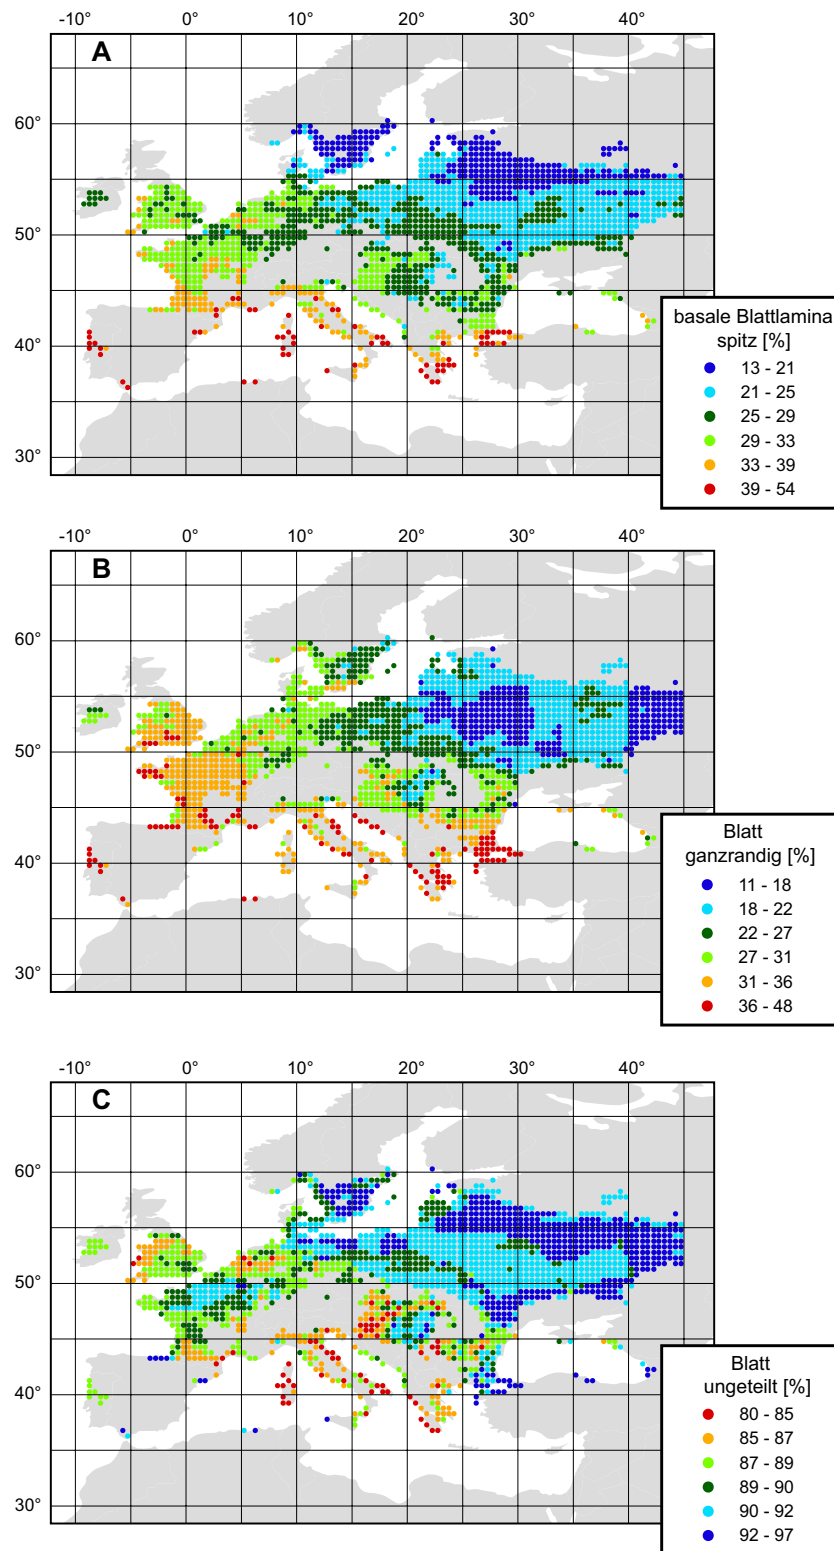 -10° 0° 10° 20° 30° 40°
A
60°
50°
40°
30°
basale Blattlamina
spitz [%]
13 - 21
21 - 25
25 - 29
29 - 33
33 - 39
39 - 54
-10° 0° 10° 20° 30° 40°
B
60°
50°
40°
30°
Blatt
ganzrandig [%]
11 - 18
18 - 22
22 - 27
27 - 31
31 - 36
36 - 48
-10° 0° 10° 20° 30° 40°
C
60°
50°
40°
30°
Blatt
ungeteilt [%]
80 - 85
85 - 87
87 - 89
89 - 90
90 - 92
92 - 97